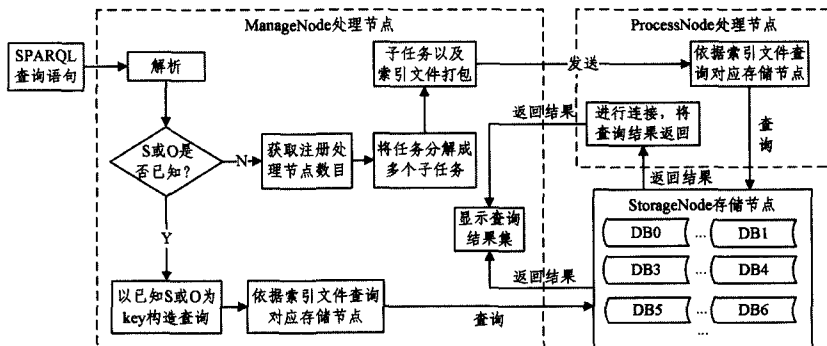 ManageNode处理节点
ProcessNode处理节点
SPARQL
查询语句
解析
子任务以及
索引文件打包
发送
依据索引文件查
询对应存储节点
S或O是
否已知?
N
获取注册处
理节点数目
将任务分解成
多个子任务
返回结果
进行连接，将
查询结果返回
查
询
返回结果
Y
显示查询
结果集
StorageNode存储节点
DB0
...
DB1
DB3
...
DB4
DB5
...
DB6
...
返回结果
以已知S或O为
key构造查询
依据索引文件查询
对应存储节点
查询